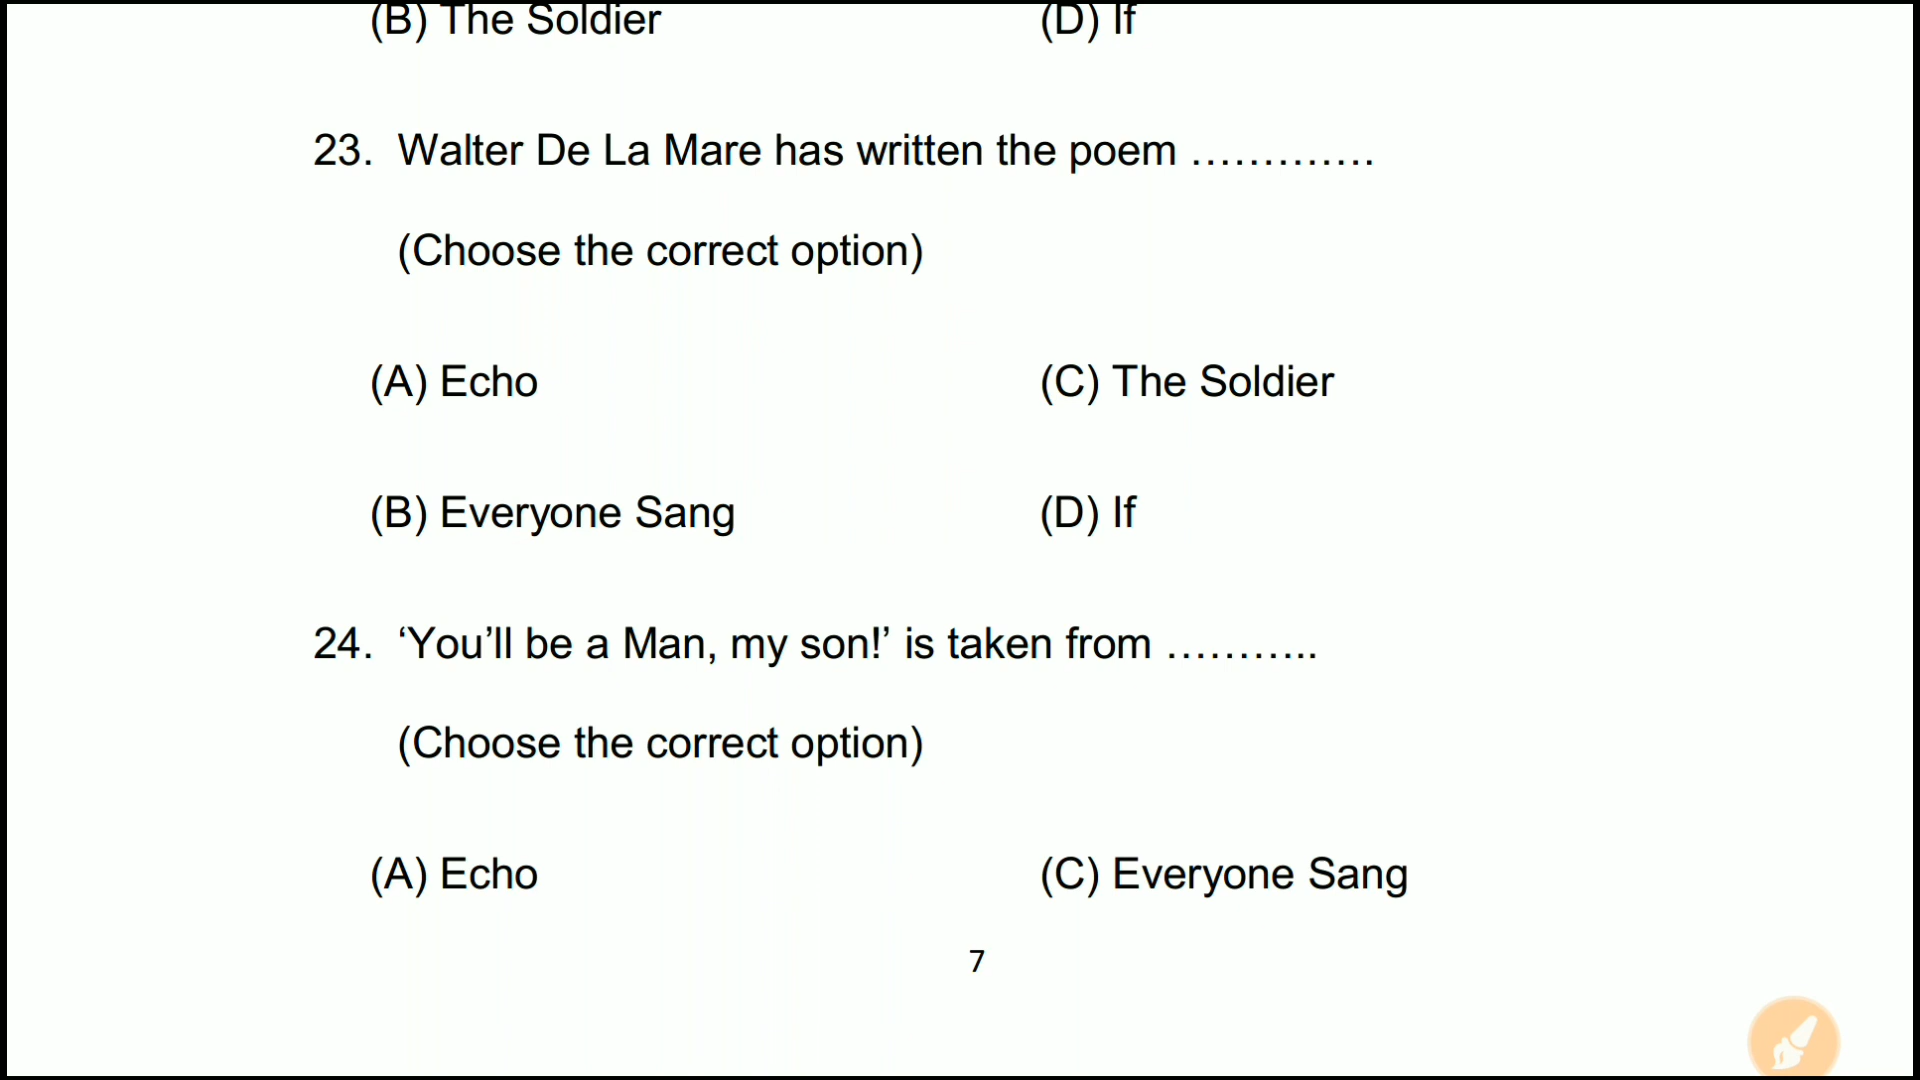 (B) The Soldier (D) If
23. Walter De La Mare has written the poem ………….
(Choose the correct option)
(A) Echo (C) The Soldier
(B) Everyone Sang (D) If
24. ‘You’ll be a Man, my son!’ is taken from ………..
(Choose the correct option)
(A) Echo (C) Everyone Sang
7